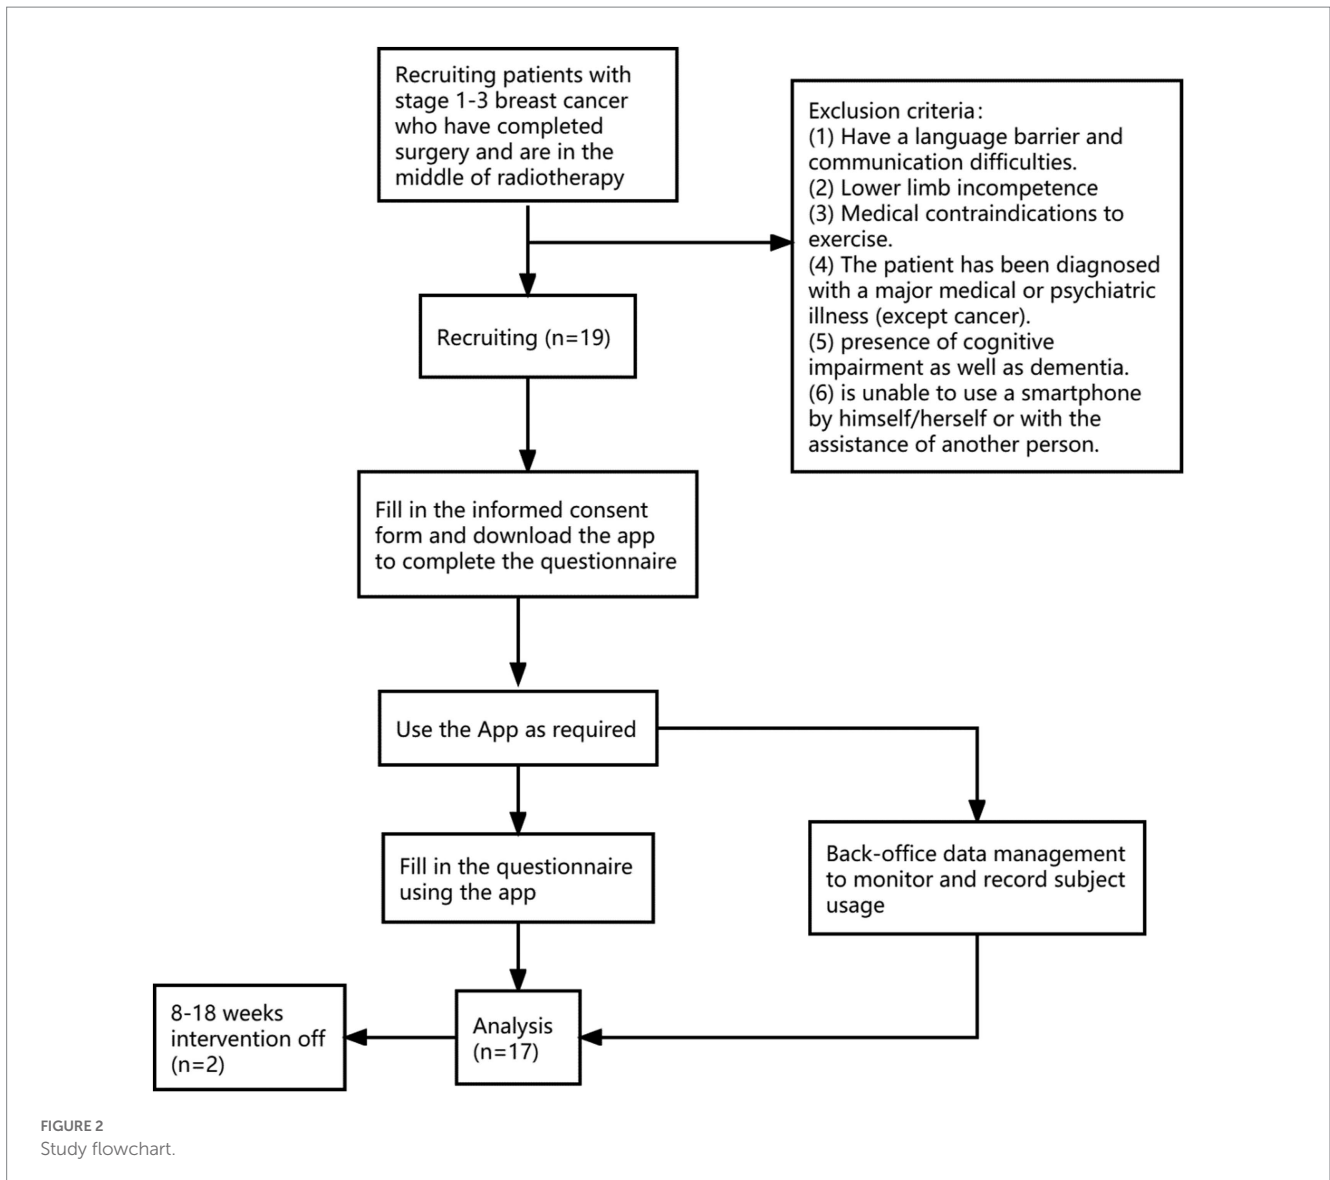 Recruiting patients with
stage 1-3 breast cancer
who have completed
surgery and are in the
middle of radiotherapy
Exclusion criteria:
(1) Have a language barrier and
communication difficulties.
(2) Lower limb incompetence
(3) Medical contraindications to
exercise.
(4) The patient has been diagnosed
with a major medical or psychiatric
illness (except cancer).
(5) presence of cognitive
impairment as well as dementia.
(6) is unable to use a smartphone
by himself/herself or with the
assistance of another person.
Recruiting (n=19)
Fill in the informed consent
form and download the app
to complete the questionnaire
Use the App as required
Fill in the questionnaire
using the app
Back-office data management
to monitor and record subject
usage
8-18 weeks
intervention off
(n=2)
Analysis
(n=17)
FIGURE 2
Study flowchart.